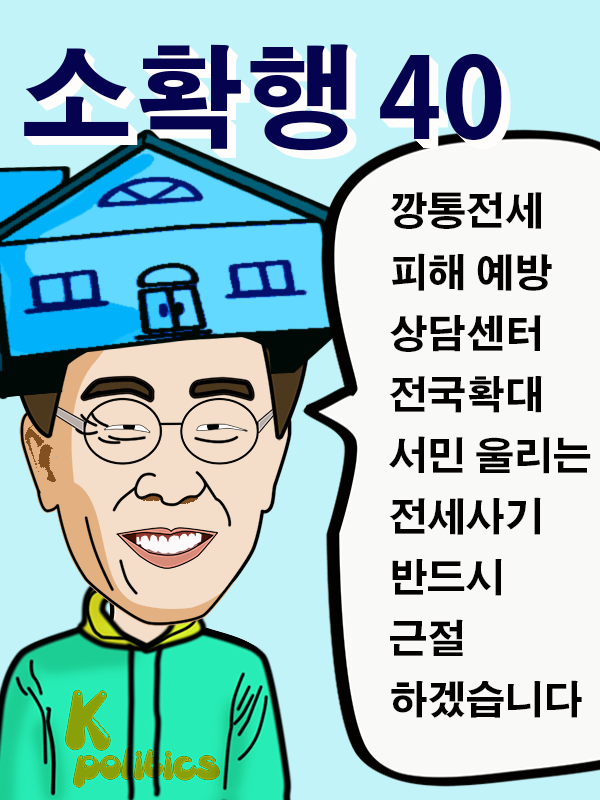 소확행 40
깡통전세
피해 예방
상담센터
전국확대
서민 울리는
전세사기
반드시
근절
하겠습니다
K
politics